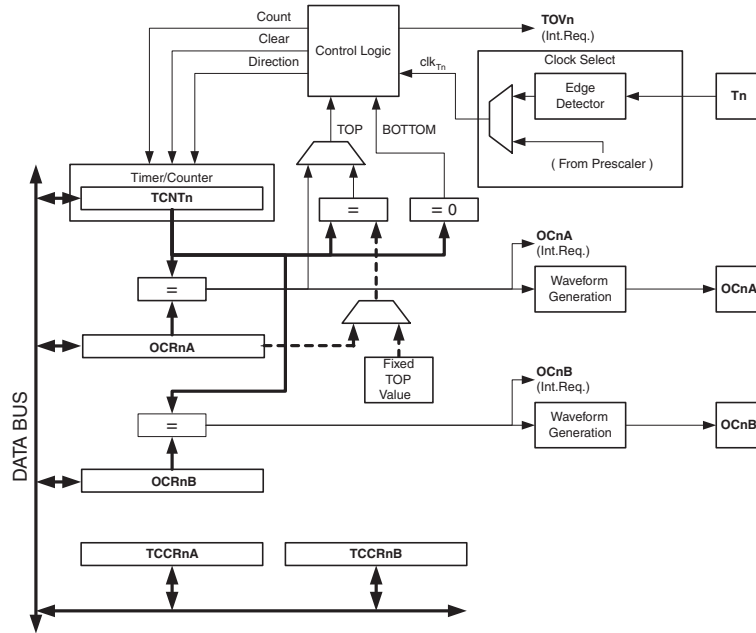 Count
Clear
Direction
Control Logic
TOVn
(Int.Req.)
clkTn
Clock Select
Edge
Detector
Tn
( From Prescaler )
TOP
BOTTOM
Timer/Counter
TCNTn
=
= 0
OCnA
(Int.Req.)
=
Waveform
Generation
OCnA
OCRnA
Fixed
TOP
Value
OCnB
(Int.Req.)
=
Waveform
Generation
OCnB
OCRnB
DATA BUS
TCCRnA
TCCRnB